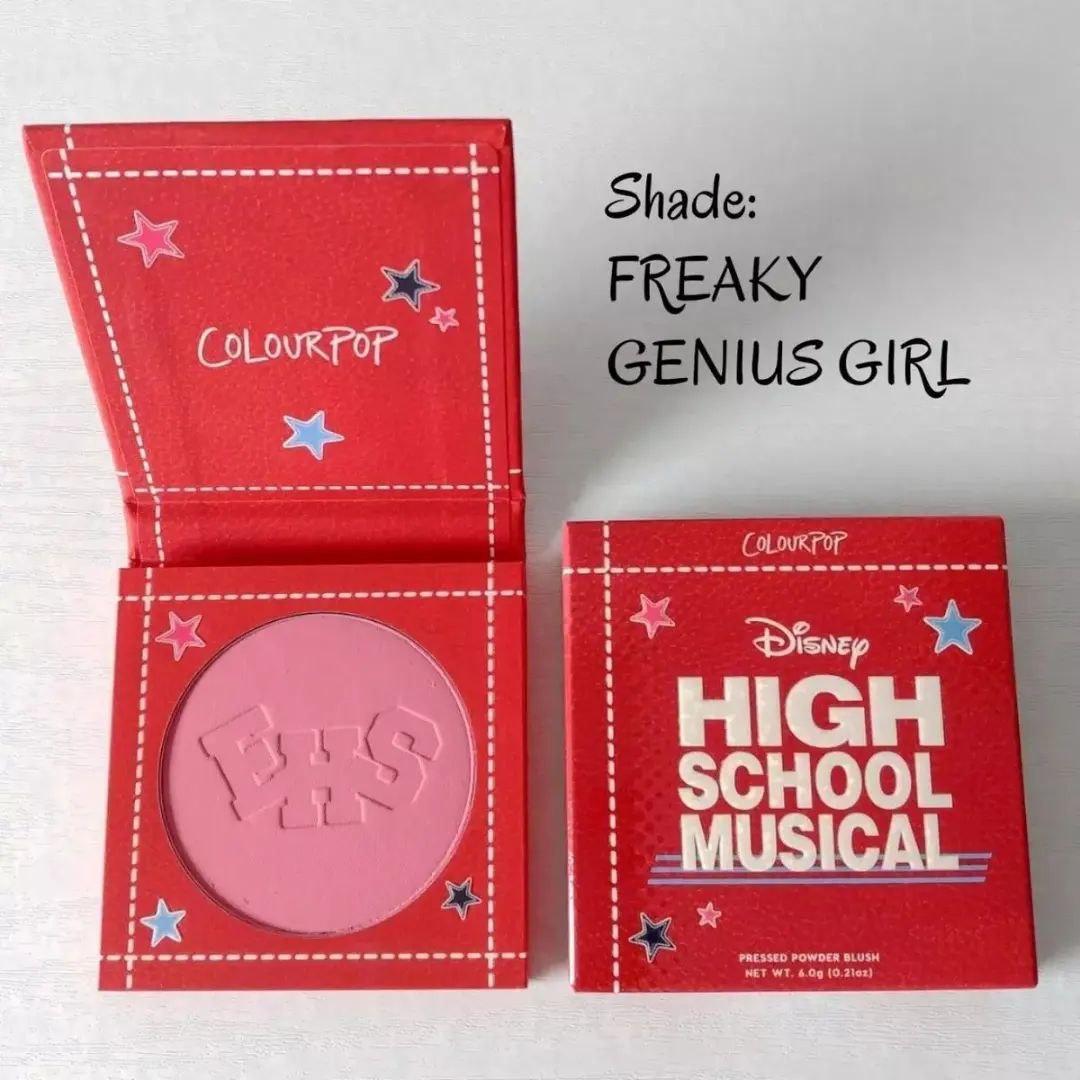 COLOURPOP
EHS
Shade:
FREAKY
GENIUS GIRL
COLOURPOP
Disney
HIGH
SCHOOL
MUSICAL
PRESSED POWDER BLUSH
NET WT. 6.0g (0.21oz)